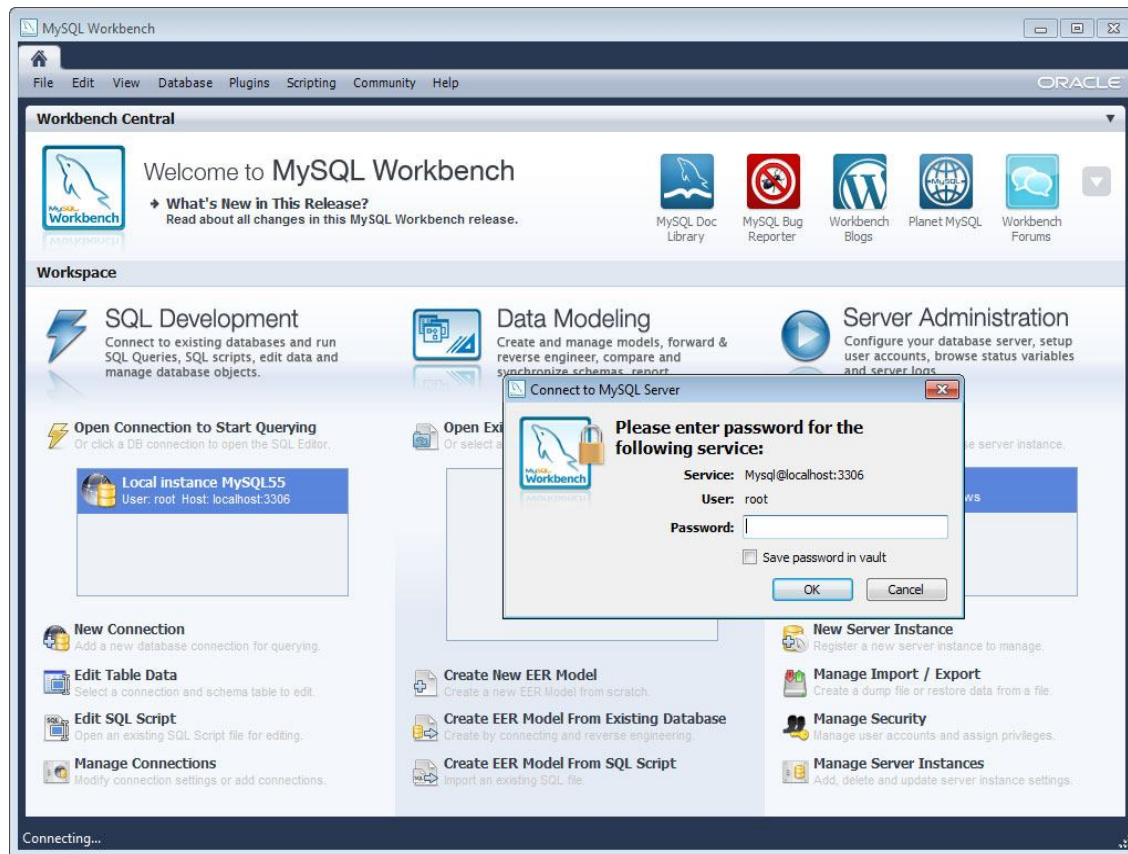 MySQL Workbench
File Edit View Database Plugins Scripting Community Help
ORACLE
Workbench Central
MySQL
Workbench
Welcome to MySQL Workbench
What's New in This Release?
Read about all changes in this MySQL Workbench release.
MySQL Doc
Library
MySQL Bug
Reporter
Workbench
Blogs
MySQL
Planet MySQL
Workbench
Forums
Workspace
SQL Development
Connect to existing databases and run
SQL Queries, SQL scripts, edit data and
manage database objects.
Data Modeling
Create and manage models, forward &
reverse engineer, compare and
synchronize schemas, report.
Server Administration
Configure your database server, setup
user accounts, browse status variables
and server logs.
Open Connection to Start Querying
Or click a DB connection to open the SQL Editor.
Local instance MySQL55
User: root Host: localhost:3306
New Connection
Add a new database connection for querying.
Edit Table Data
Select a connection and schema table to edit.
Edit SQL Script
Open an existing SQL Script file for editing.
Manage Connections
Modify connection settings or add connections.
Open Exi
Or select a
Create New EER Model
Create a new EER Model from scratch.
Create EER Model From Existing Database
Create by connecting and reverse engineering.
Create EER Model From SQL Script
Import an existing SQL file.
se server instance.
ws
New Server Instance
Register a new server instance to manage.
Manage Import / Export
Create a dump file or restore data from a file.
Manage Security
Manage user accounts and assign privileges.
Manage Server Instances
Add, delete and update server instance settings.
Connect to MySQL Server
MySQL
Workbench
Please enter password for the
following service:
Service: Mysql@localhost:3306
User: root
Password:
Save password in vault
OK Cancel
Connecting...